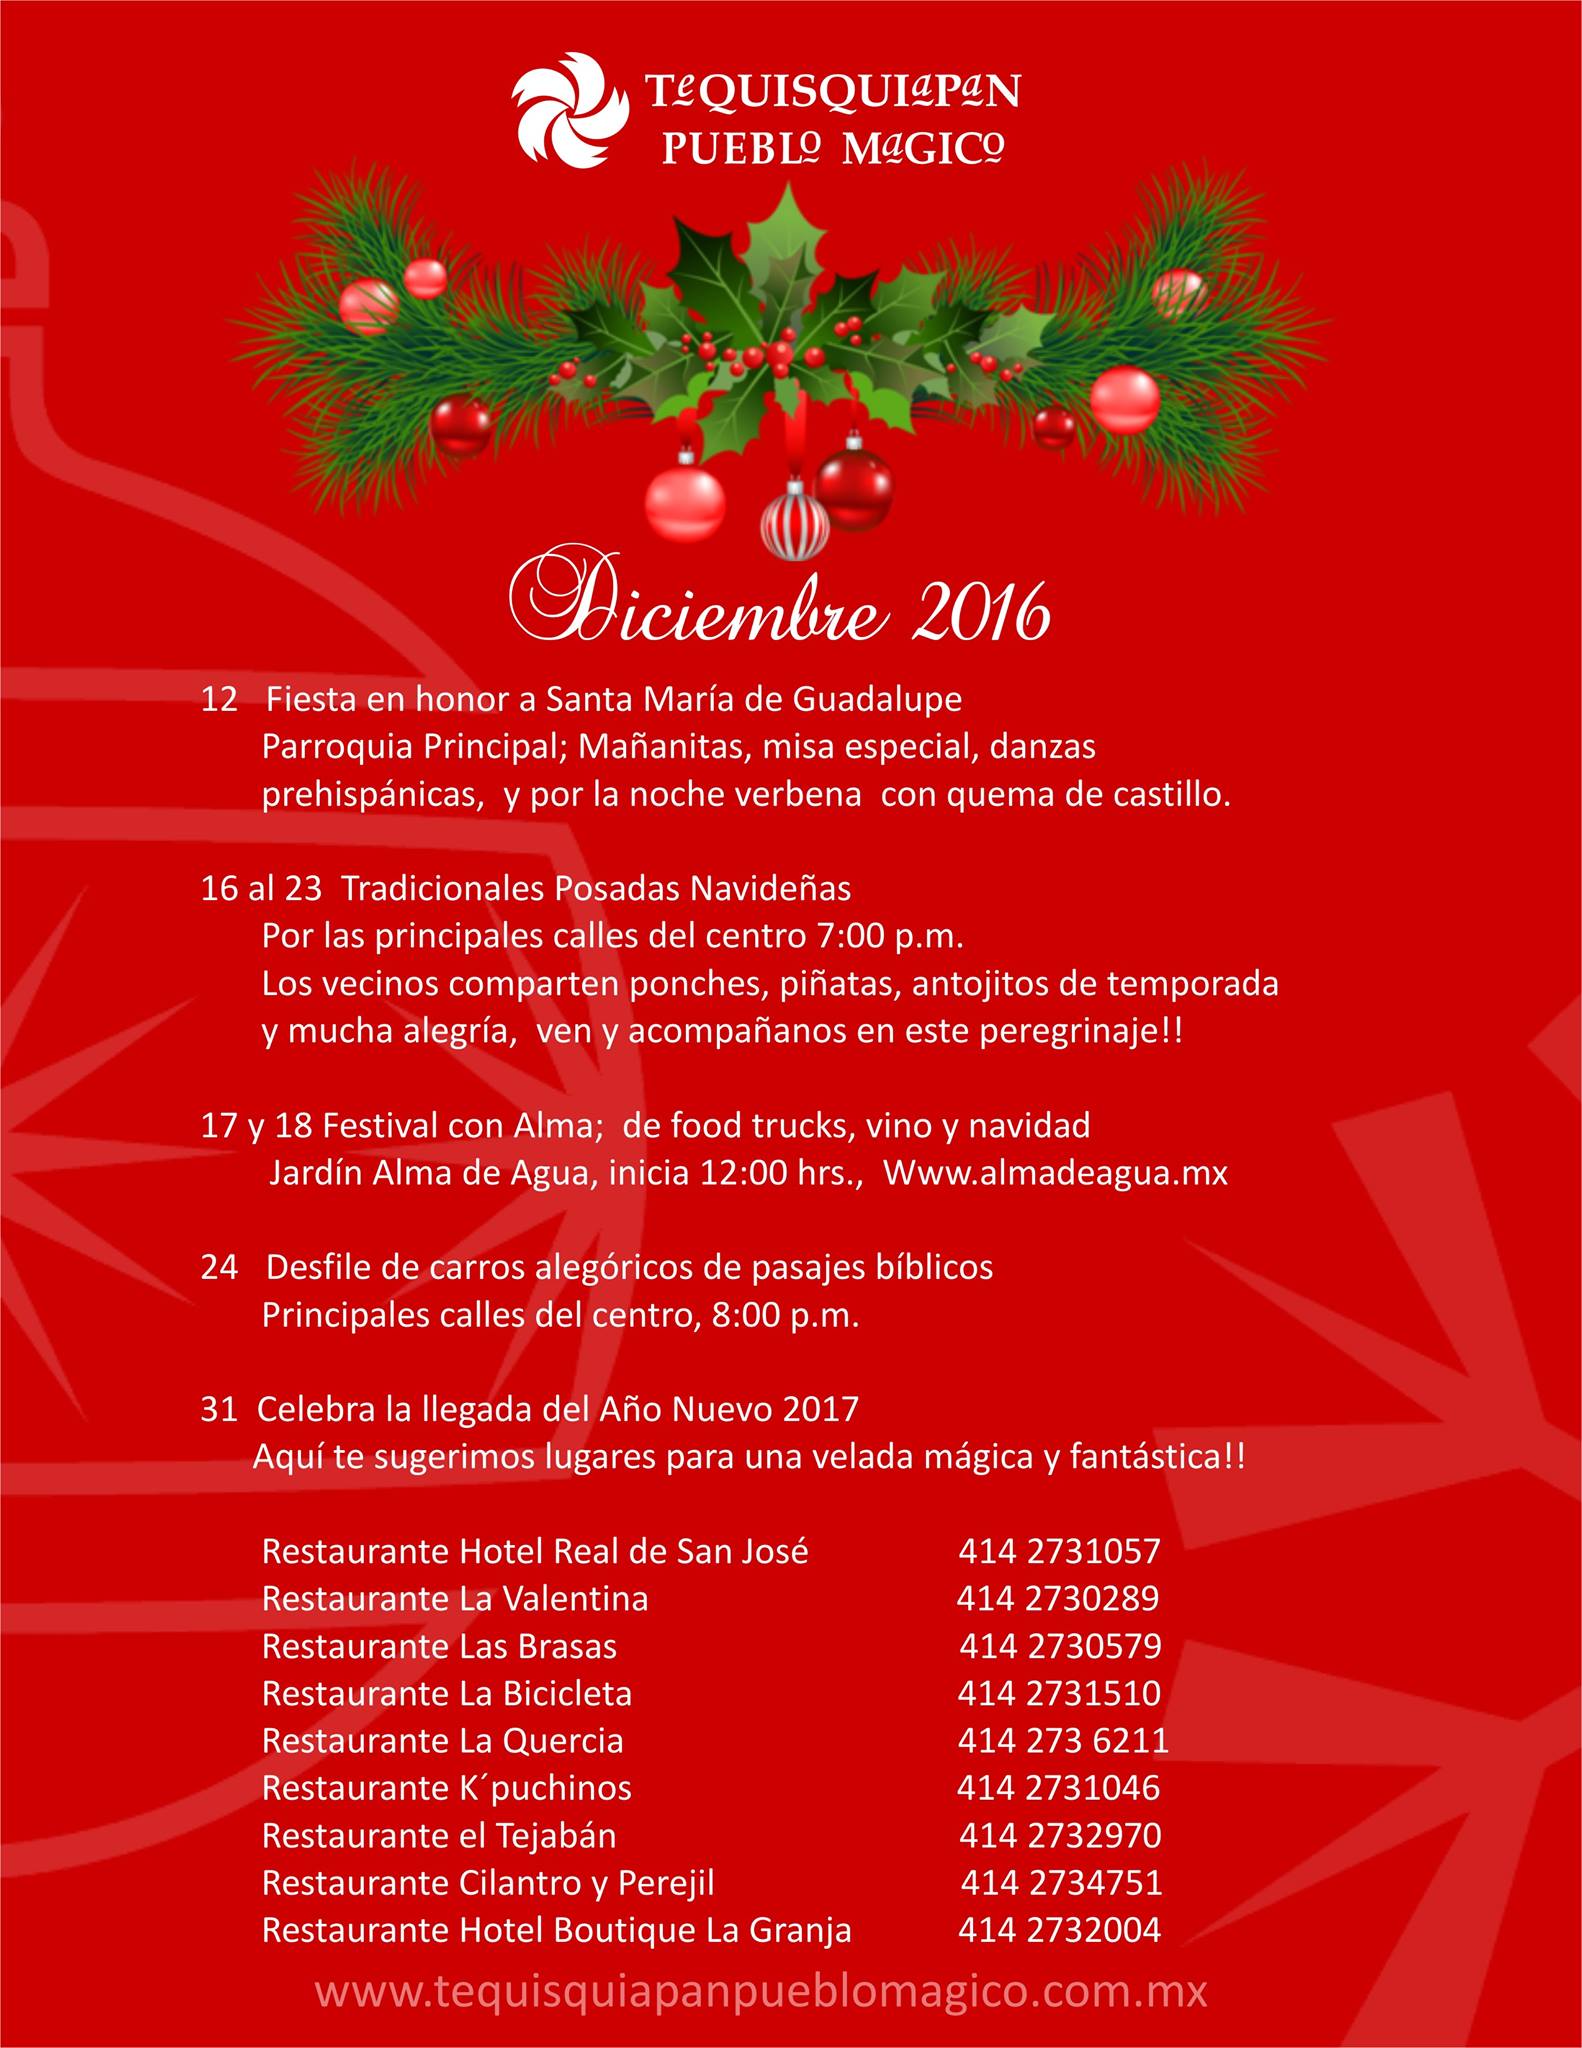 TeQUISQUIaPaN
PUEBLo MaGICo
Diciembre 2016
12 Fiesta en honor a Santa María de Guadalupe
Parroquia Principal; Mañanitas, misa especial, danzas
prehispánicas, y por la noche verbena con quema de castillo.
16 al 23 Tradicionales Posadas Navideñas
Por las principales calles del centro 7:00 p.m.
Los vecinos comparten ponches, piñatas, antojitos de temporada
y mucha alegría, ven y acompañanos en este peregrinaje!!
17 y 18 Festival con Alma; de food trucks, vino y navidad
Jardín Alma de Agua, inicia 12:00 hrs., Www.almadeagua.mx
24 Desfile de carros alegóricos de pasajes bíblicos
Principales calles del centro, 8:00 p.m.
31 Celebra la llegada del Año Nuevo 2017
Aquí te sugerimos lugares para una velada mágica y fantástica!!
Restaurante Hotel Real de San José 414 2731057
Restaurante La Valentina 414 2730289
Restaurante Las Brasas 414 2730579
Restaurante La Bicicleta 414 2731510
Restaurante La Quercia 414 273 6211
Restaurante K´puchinos 414 2731046
Restaurante el Tejabán 414 2732970
Restaurante Cilantro y Perejil 414 2734751
Restaurante Hotel Boutique La Granja 414 2732004
www.tequisquiapanpueblomagico.com.mx